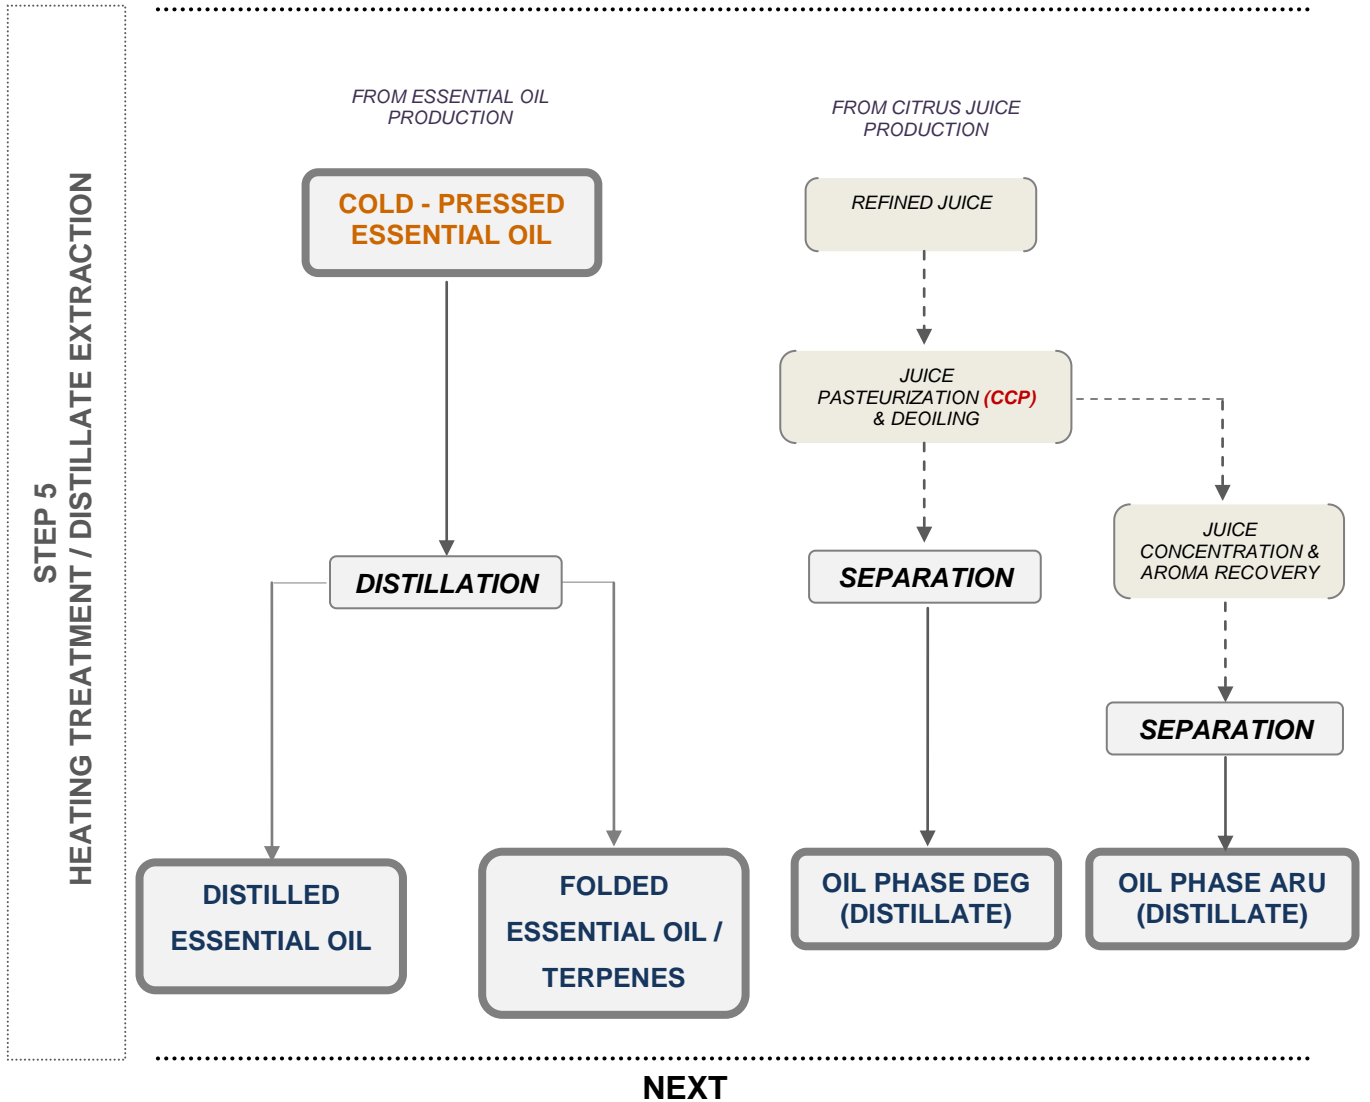 STEP 5
HEATING TREATMENT / DISTILLATE EXTRACTION
FROM ESSENTIAL OIL
PRODUCTION
FROM CITRUS JUICE
PRODUCTION
COLD - PRESSED
ESSENTIAL OIL
REFINED JUICE
JUICE
PASTEURIZATION (CCP)
& DEOILING
JUICE
CONCENTRATION &
AROMA RECOVERY
DISTILLATION
SEPARATION
SEPARATION
DISTILLED
ESSENTIAL OIL
FOLDED
ESSENTIAL OIL /
TERPENES
OIL PHASE DEG
(DISTILLATE)
OIL PHASE ARU
(DISTILLATE)
NEXT